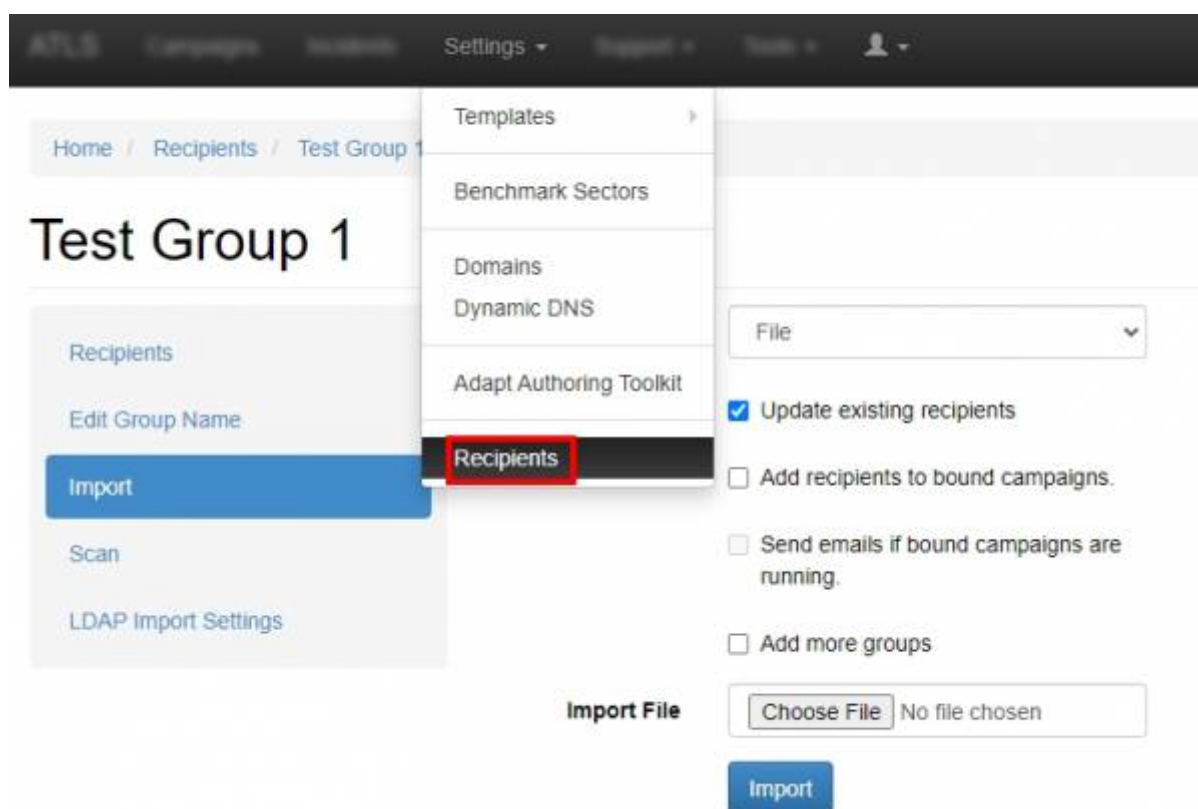 Settings
Templates
Home / Recipients / Test Group 1
Benchmark Sectors
Test Group 1
Domains
Dynamic DNS
File
Recipients
Adapt Authoring Toolkit
Update existing recipients
Edit Group Name
Recipients
Add recipients to bound campaigns.
Import
Send emails if bound campaigns are
running.
Scan
LDAP Import Settings
Add more groups
Import File
Choose File No file chosen
Import